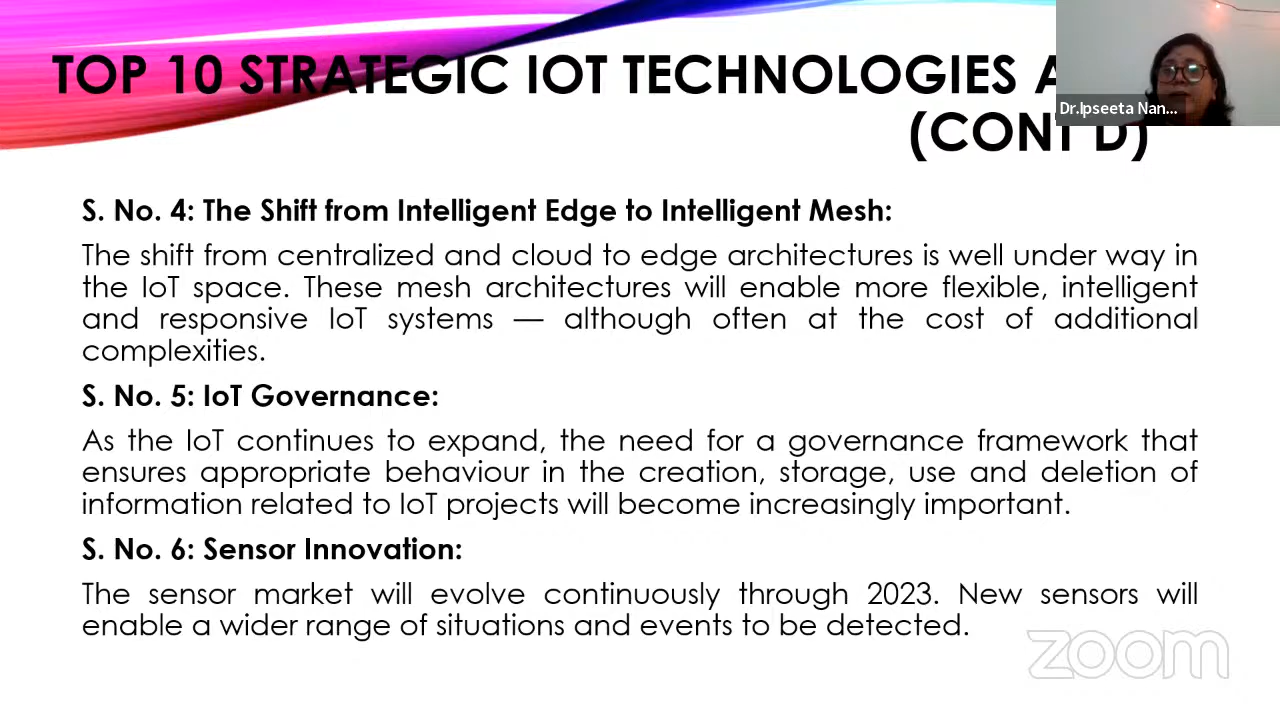 TOP 10 STRATEGIC IOT TECHNOLOGIES
(CONT'D)
Dr.Ipseeta Nan...
S. No. 4: The Shift from Intelligent Edge to Intelligent Mesh:
The shift from centralized and cloud to edge architectures is well under way in
the IoT space. These mesh architectures will enable more flexible, intelligent
and responsive IoT systems — although often at the cost of additional
complexities.
S. No. 5: IoT Governance:
As the IoT continues to expand, the need for a governance framework that
ensures appropriate behaviour in the creation, storage, use and deletion of
information related to IoT projects will become increasingly important.
S. No. 6: Sensor Innovation:
The sensor market will evolve continuously through 2023. New sensors will
enable a wider range of situations and events to be detected.
zoom